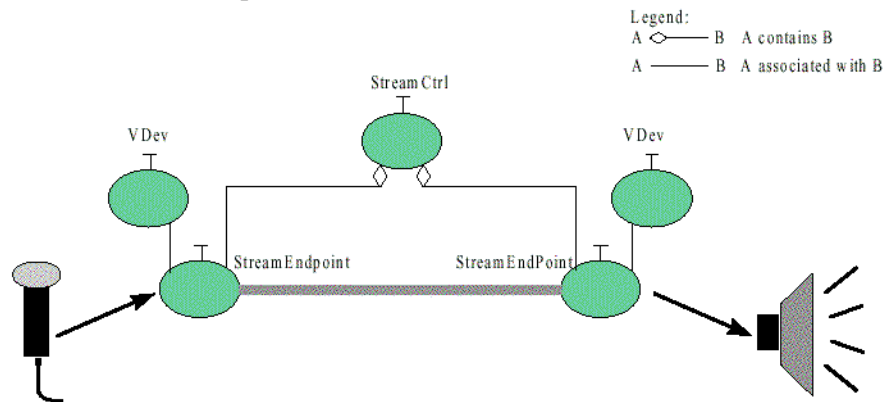 Legend:
A B A contains B
A B A associated with B
StreamCtrl
VDev
VDev
StreamEndpoint
StreamEndPoint